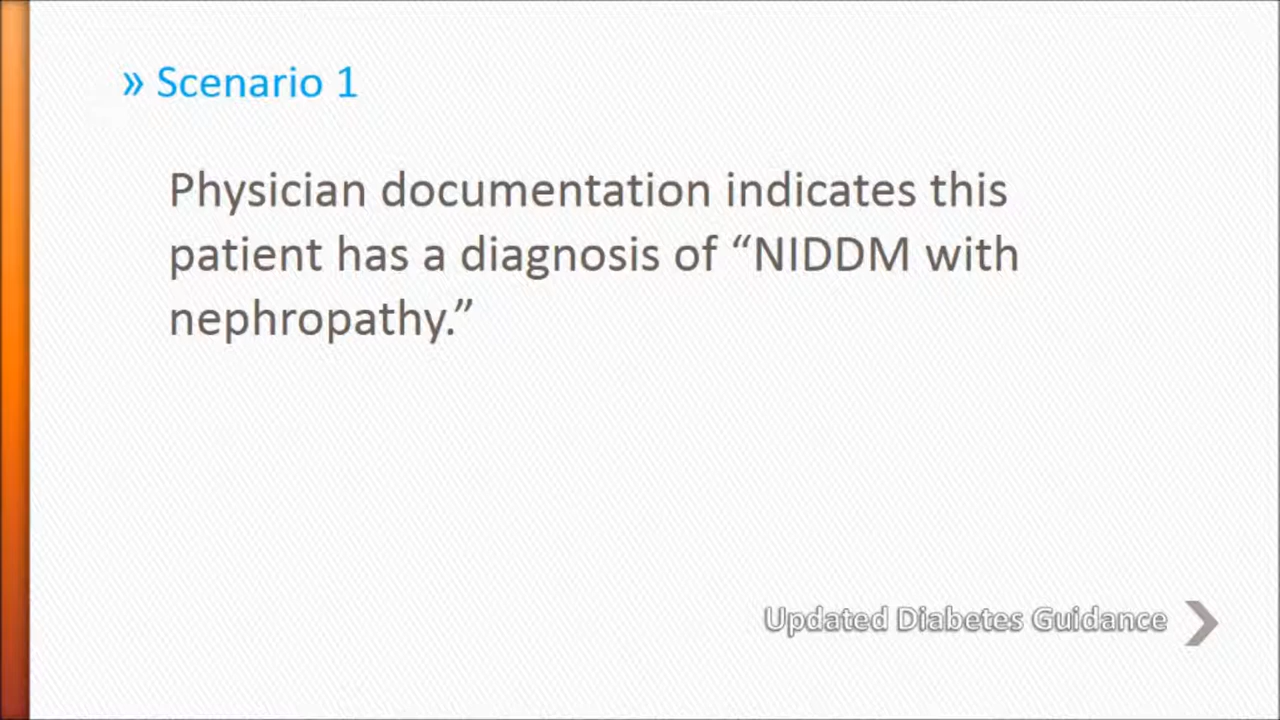 » Scenario 1
Physician documentation indicates this
patient has a diagnosis of “NIDDM with
nephropathy.”
Updated Diabetes Guidance